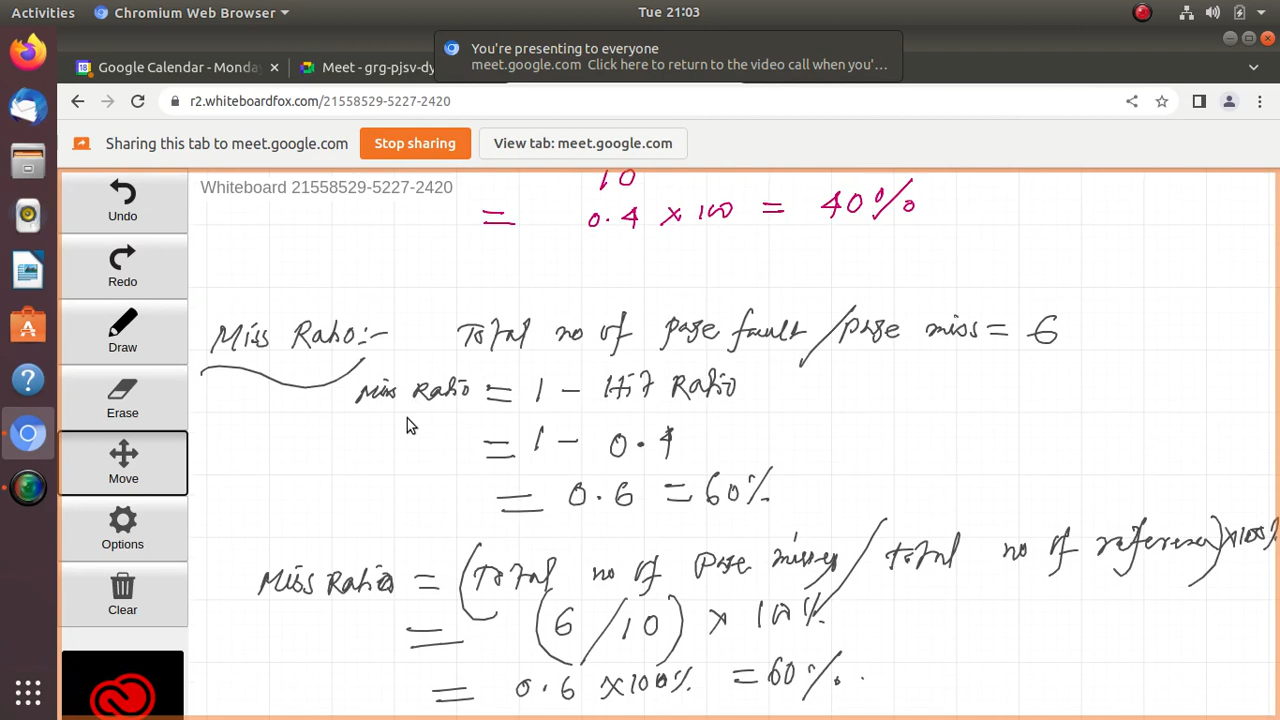 Activities Chromium Web Browser Tue 21:03
You're presenting to everyone
meet.google.com Click here to return to the video call when you'...
Google Calendar - Monday
Meet - grg-pjsv-dy
r2.whiteboardfox.com/21558529-5227-2420
Sharing this tab to meet.google.com Stop sharing View tab: meet.google.com
Whiteboard 21558529-5227-2420
Undo
Redo
Draw
Erase
Move
Options
Clear
10
= 0.4 x 100 = 40%
Miss Ratio:- Total no of page fault/page miss = 6
Miss Ratio = 1 - Hit Ratio
= 1 - 0.4
= 0.6 = 60%
Miss Ratio = (Total no of Page misses / total no of references) x 100%
= (6/10) x 100%
= 0.6 x 100% = 60%.